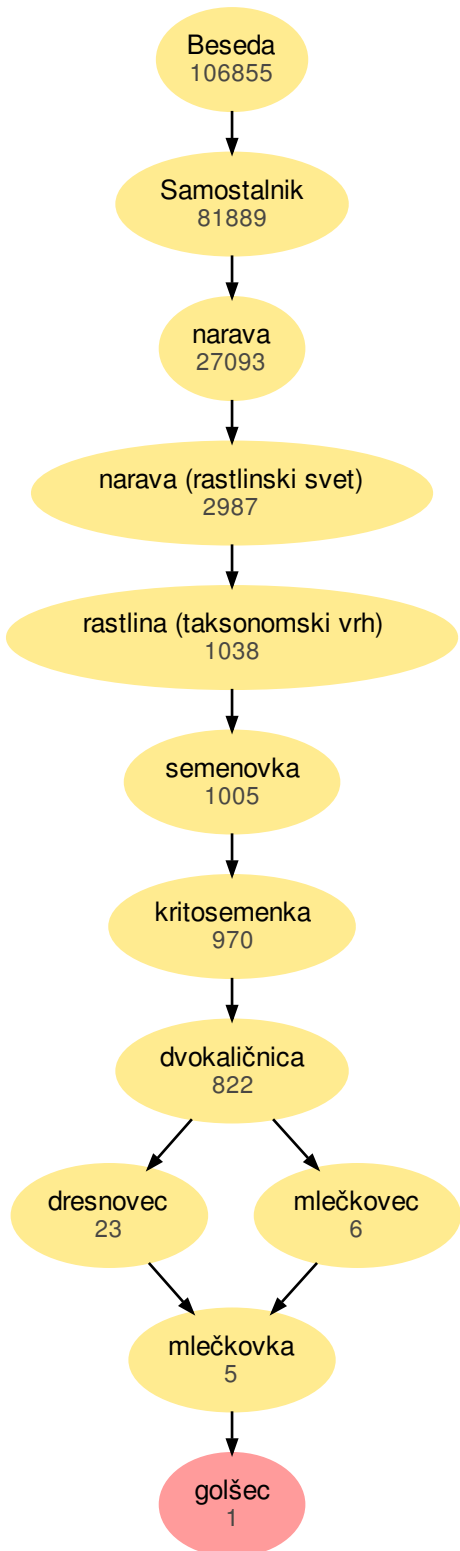 Beseda
106855
Samostalnik
81889
narava
27093
narava (rastlinski svet)
2987
rastlina (taksonomski vrh)
1038
semenovka
1005
kritosemenka
970
dvokaličnica
822
dresnovec
23
mlečkovec
6
mlečkovka
5
golšec
1